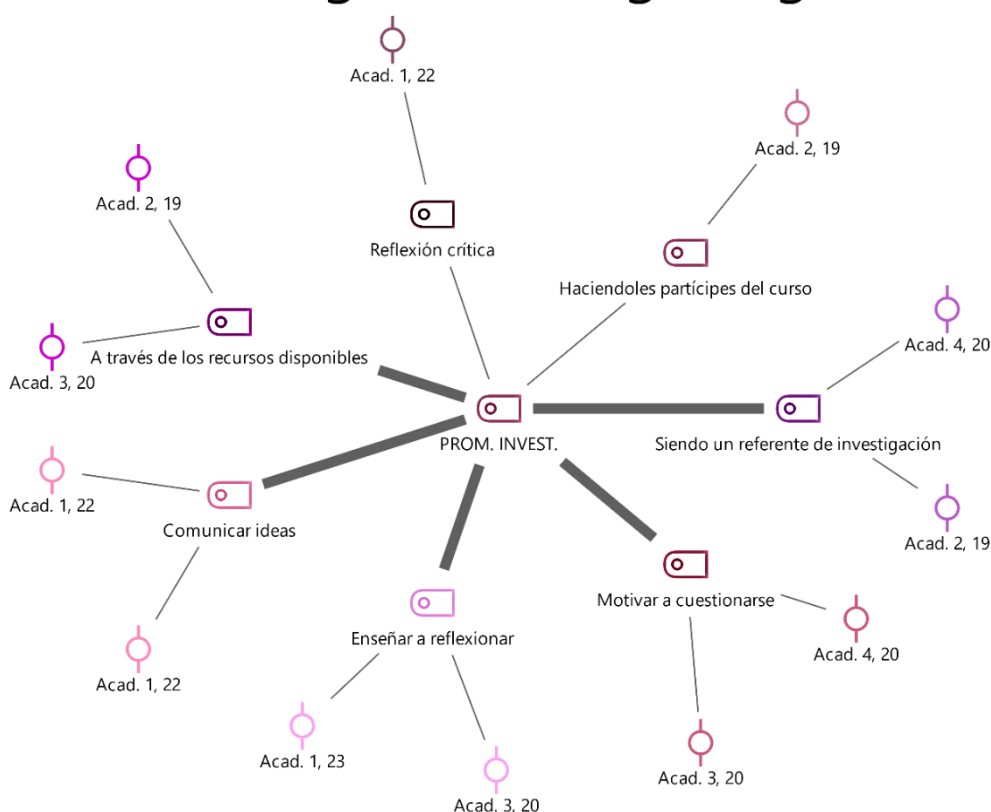 Acad. 1, 22
Acad. 2, 19
Acad. 2, 19
Reflexión crítica
Haciendoles partícipes del curso
Acad. 4, 20
A través de los recursos disponibles
Acad. 3, 20
PROM. INVEST.
Siendo un referente de investigación
Acad. 1, 22
Comunicar ideas
Acad. 2, 19
Motivar a cuestionarse
Enseñar a reflexionar
Acad. 4, 20
Acad. 1, 22
Acad. 1, 23
Acad. 3, 20
Acad. 3, 20